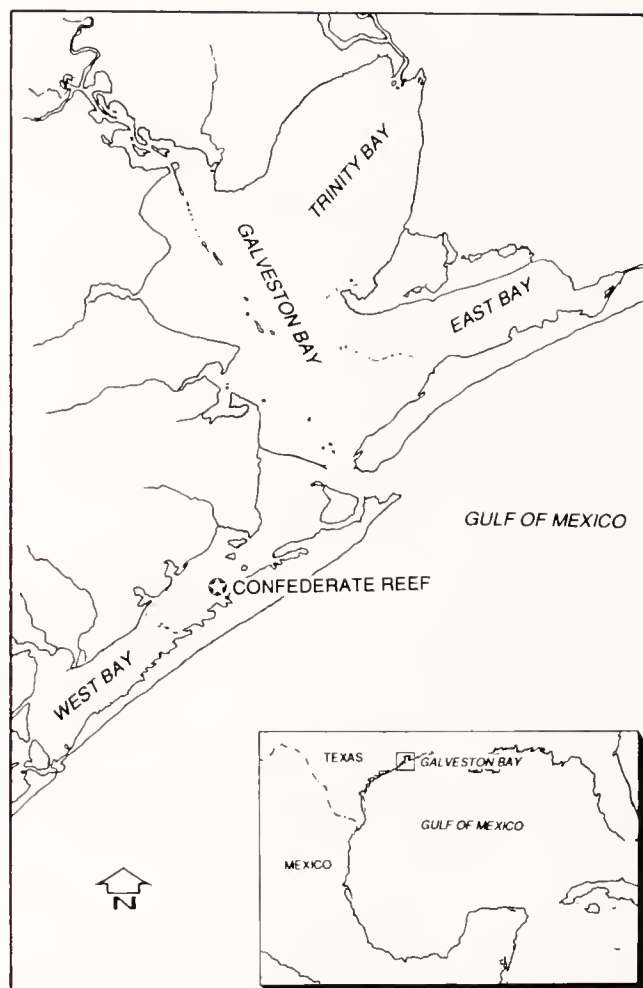 TRINITY BAY
GALVESTON BAY
EAST BAY
GULF OF MEXICO
CONFEDERATE REEF
WEST BAY
TEXAS
GALVESTON BAY
GULF OF MEXICO
MEXICO
N